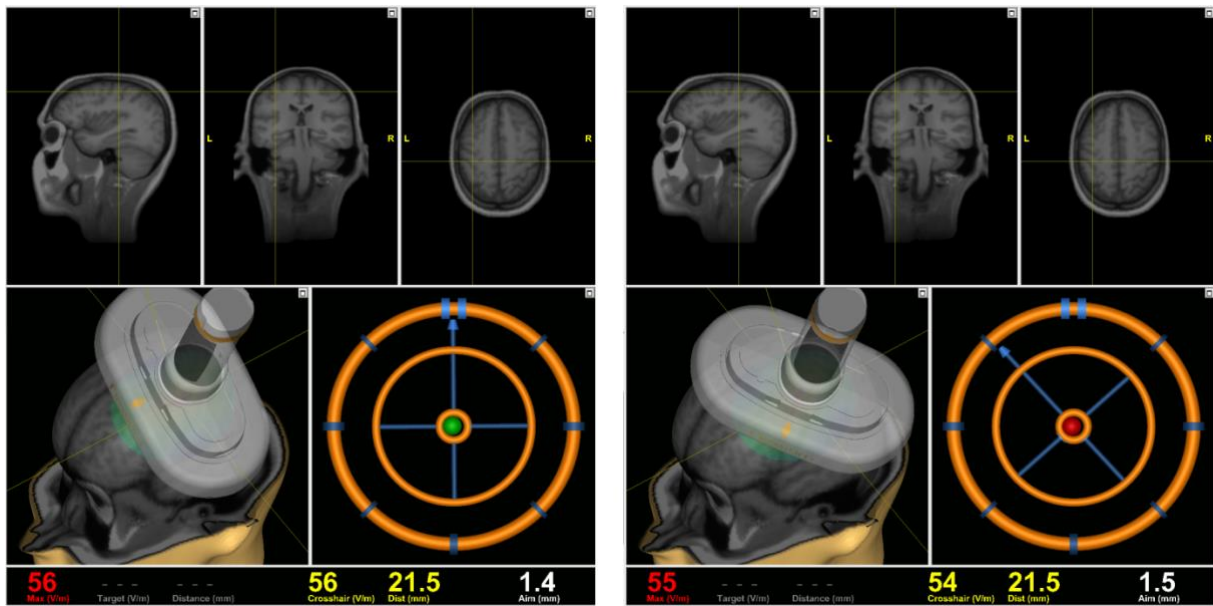 L R L R
L R L R
56 - - - - - - 56 21.5 1.4
Max (V/m) Target (V/m) Distance (mm) Crosshair (V/m) Dist (mm) Aim (mm)
55 - - - - - - 54 21.5 1.5
Max (V/m) Target (V/m) Distance (mm) Crosshair (V/m) Dist (mm) Aim (mm)